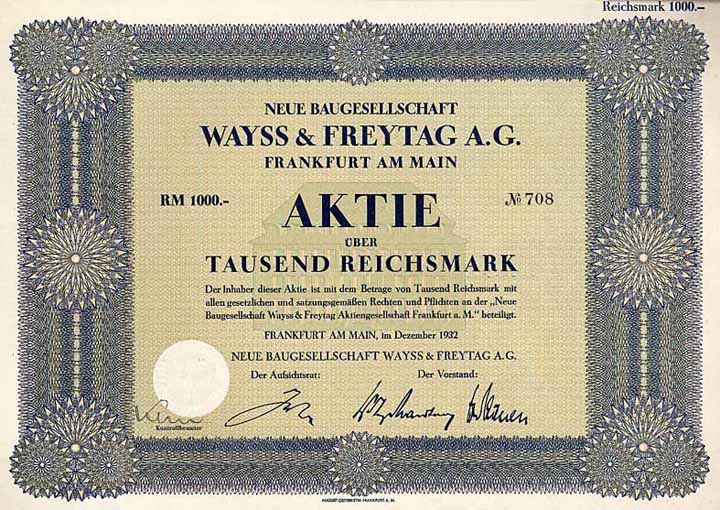 Reichsmark 1000.–
NEUE BAUGESELLSCHAFT
WAYSS & FREYTAG A.G.
FRANKFURT AM MAIN
RM 1000.- AKTIE № 708
ÜBER
TAUSEND REICHSMARK
Der Inhaber dieser Aktie ist mit dem Betrage von Tausend Reichsmark mit
allen gesetzlichen und satzungsgemäßen Rechten und Pflichten an der „Neue
Baugesellschaft Wayss & Freytag Aktiengesellschaft Frankfurt a. M.“ beteiligt.
FRANKFURT AM MAIN, im Dezember 1932
NEUE BAUGESELLSCHAFT WAYSS & FREYTAG A.G.
Der Aufsichtsrat: Der Vorstand:
Kontrollbeamter